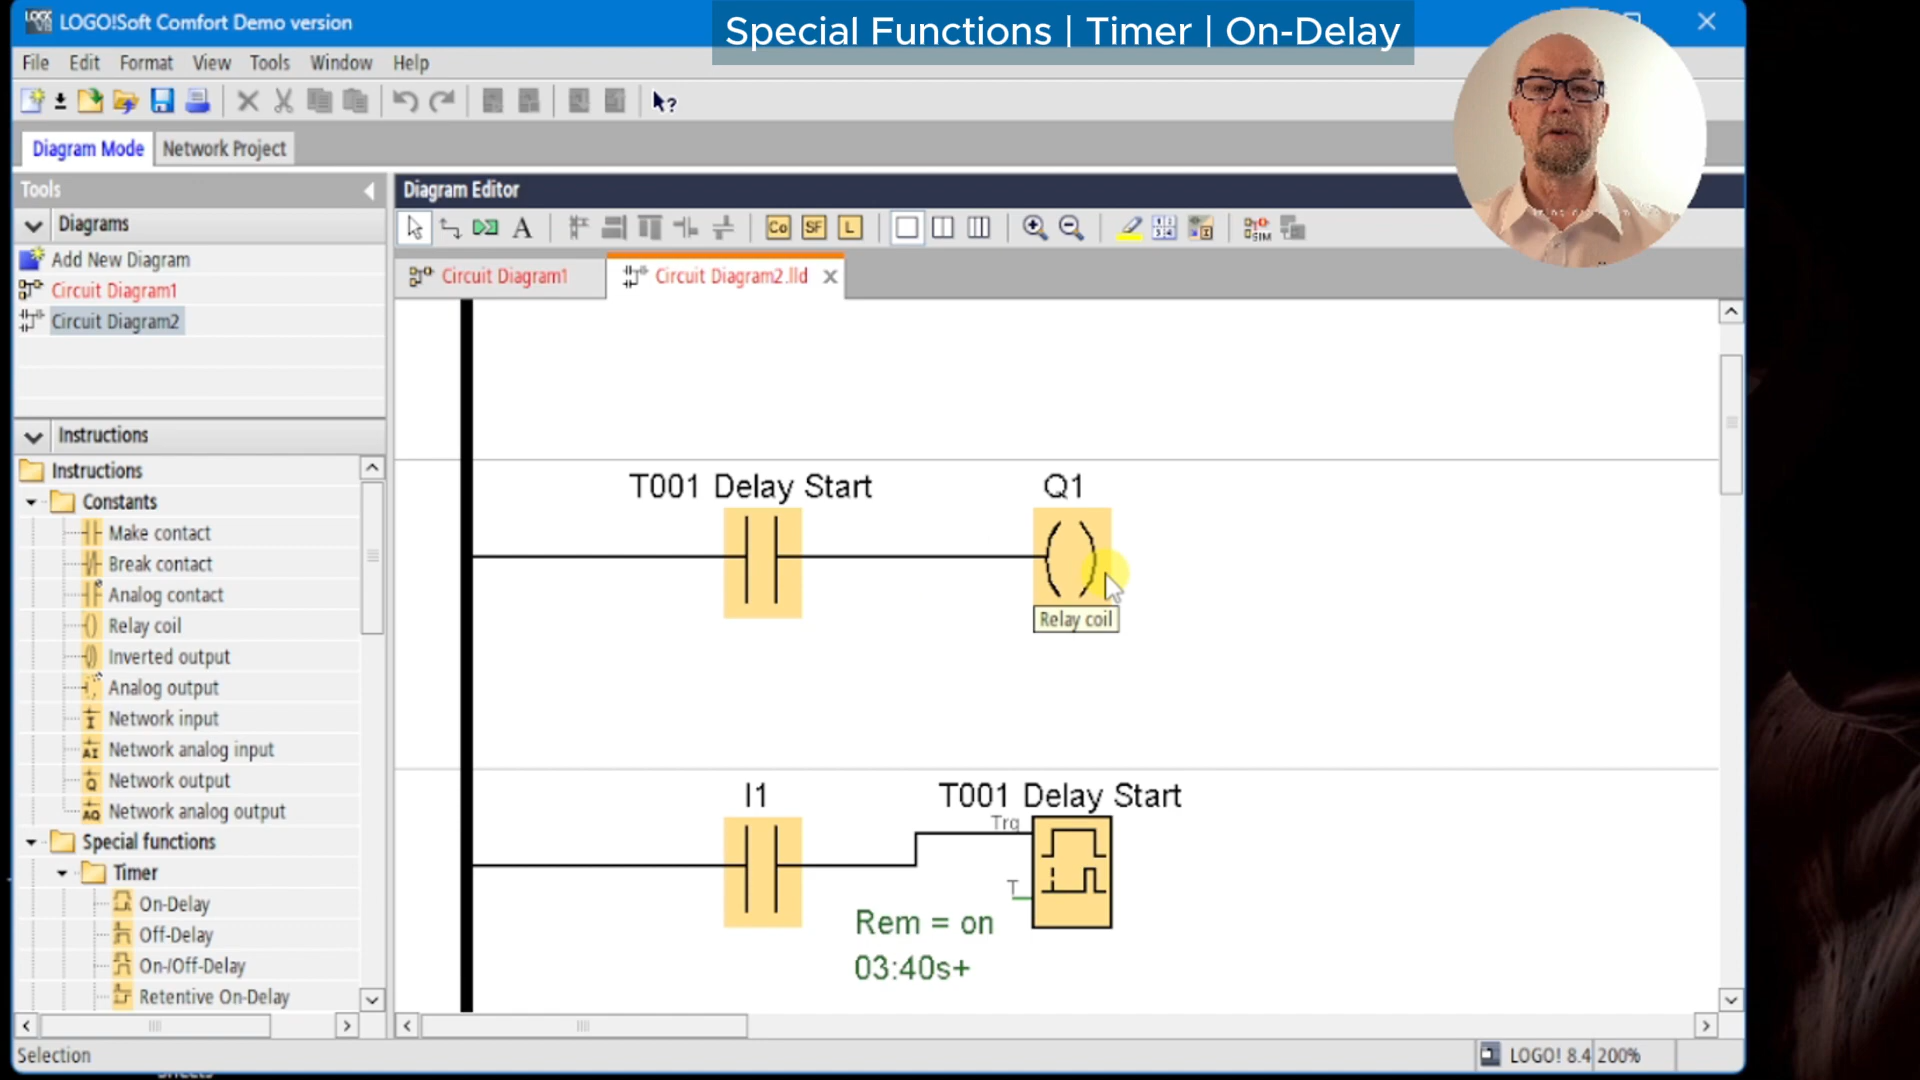 LOGO!Soft Comfort Demo version
Special Functions | Timer | On-Delay
File Edit Format View Tools Window Help
Diagram Mode Network Project
Tools
Diagram Editor
Diagrams
Add New Diagram
Circuit Diagram1
Circuit Diagram2
A
Co SF L
Circuit Diagram1 Circuit Diagram2.lld
Instructions
Instructions
Constants
Make contact
Break contact
Analog contact
Relay coil
Inverted output
Analog output
Network input
Network analog input
Network output
Network analog output
Special functions
Timer
On-Delay
Off-Delay
On-/Off-Delay
Retentive On-Delay
T001 Delay Start Q1
Relay coil
I1 T001 Delay Start
Trg
T
Rem = on
03:40s+
Selection
LOGO! 8.4 200%